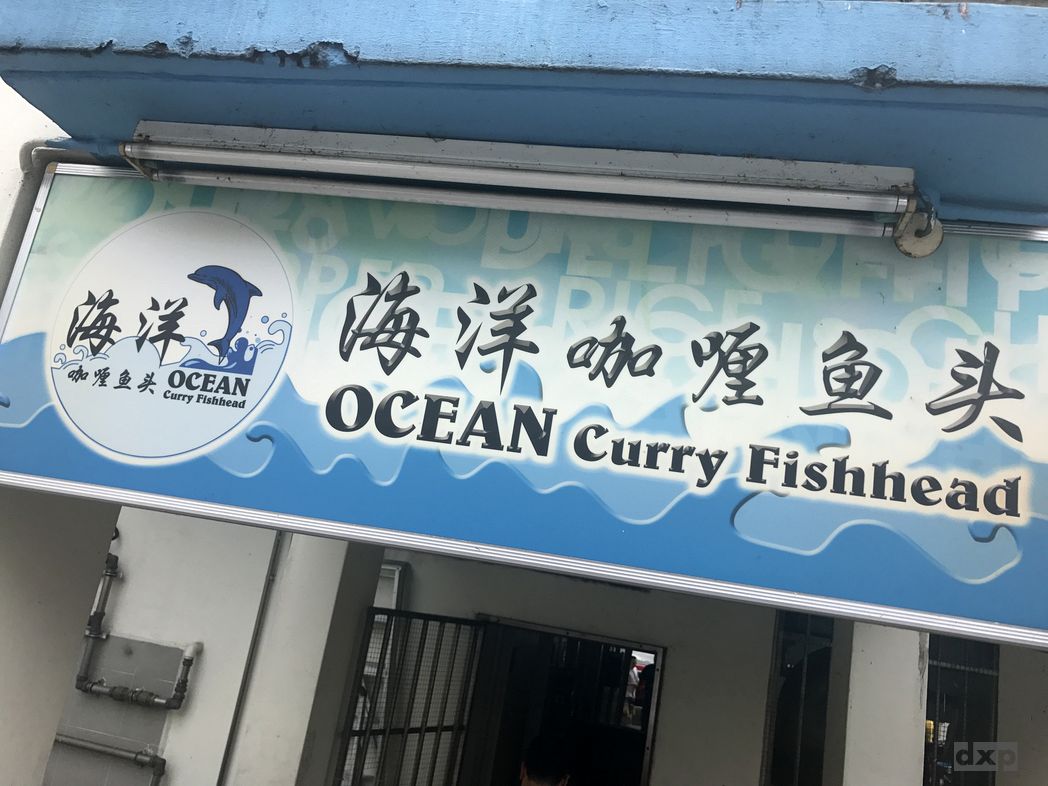 海洋
咖喱鱼头 OCEAN
Curry Fishhead
海洋咖喱鱼头
OCEAN Curry Fishhead
RICE
dxp